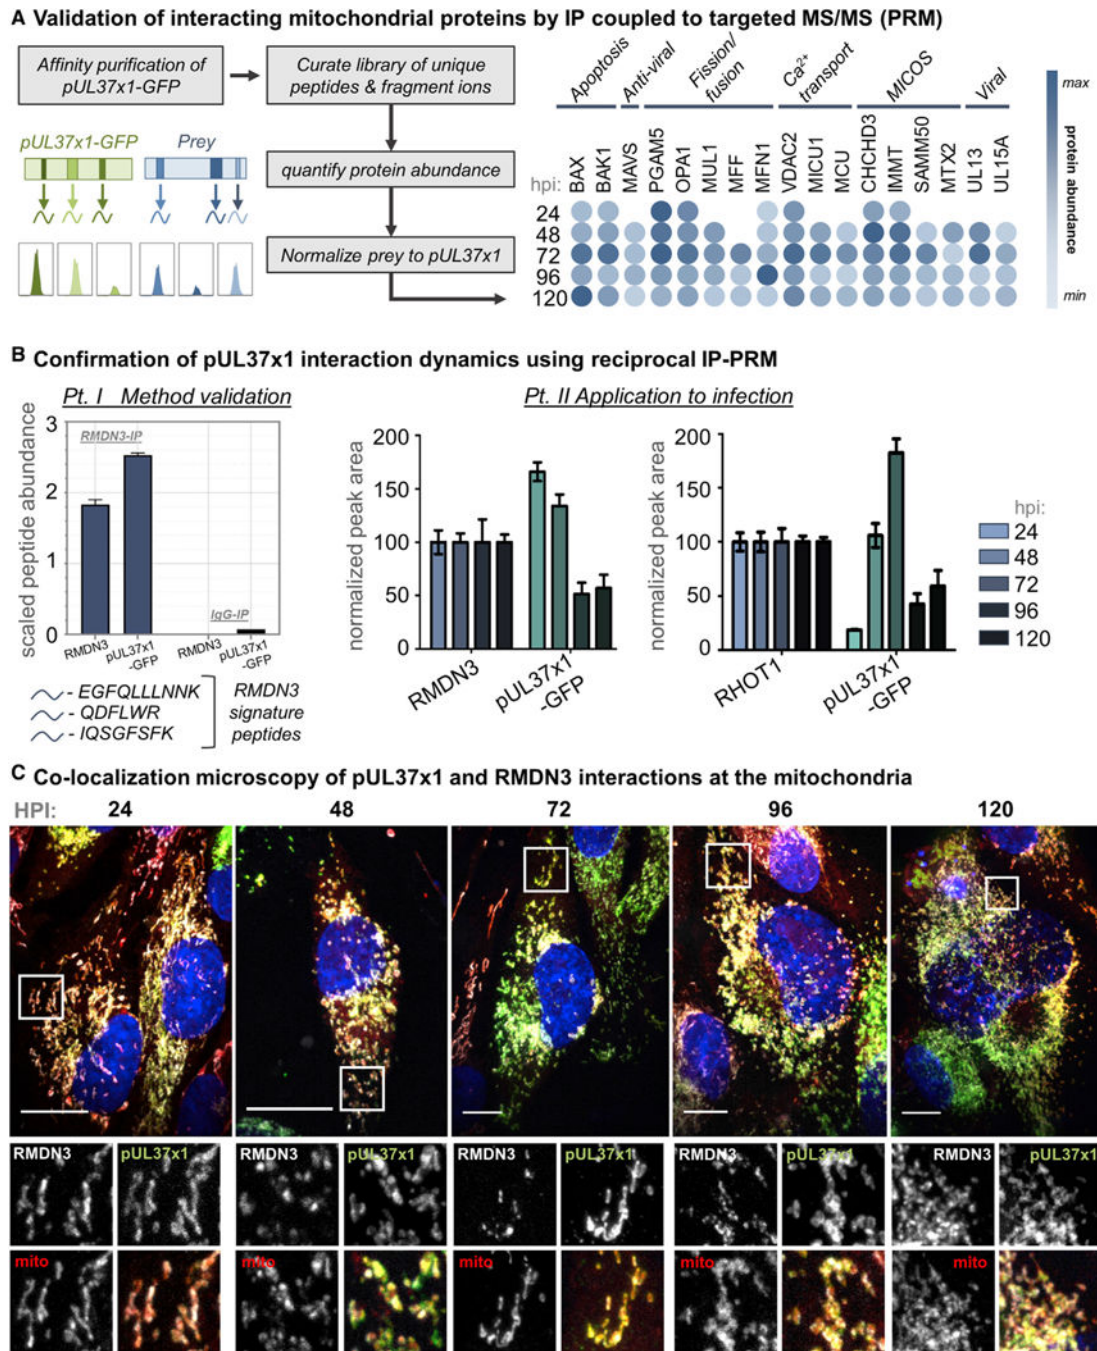 A Validation of interacting mitochondrial proteins by IP coupled to targeted MS/MS (PRM)
Affinity purification of
pUL37x1-GFP
Curate library of unique
peptides & fragment ions
quantify protein abundance
Normalize prey to pUL37x1
pUL37x1-GFP
Prey
Apoptosis
Anti-viral
Fission/
fusion
Ca2+
transport
MICOS
Viral
hpi:
BAX
BAK1
MAVS
PGAM5
OPA1
MUL1
MFF
MFN1
VDAC2
MICU1
MCU
CHCHD3
IMMT
SAMM50
MTX2
UL13
UL15A
24
48
72
96
120
max
protein abundance
min
B Confirmation of pUL37x1 interaction dynamics using reciprocal IP-PRM
Pt. I Method validation
scaled peptide abundance
3
2
1
0
RMDN3-IP
IgG-IP
RMDN3
pUL37x1
-GFP
RMDN3
pUL37x1
-GFP
- EGFQLLLNNK
- QDFLWR
- IQSGFSFK
RMDN3
signature
peptides
Pt. II Application to infection
normalized peak area
200
150
100
50
0
RMDN3
pUL37x1
-GFP
normalized peak area
200
150
100
50
0
RHOT1
pUL37x1
-GFP
hpi:
24
48
72
96
120
C Co-localization microscopy of pUL37x1 and RMDN3 interactions at the mitochondria
HPI: 24 48 72 96 120
RMDN3 pUL37x1 RMDN3 pUL37x1 RMDN3 pUL37x1 RMDN3 pUL37x1 RMDN3 pUL37x1
mito mito mito mito mito